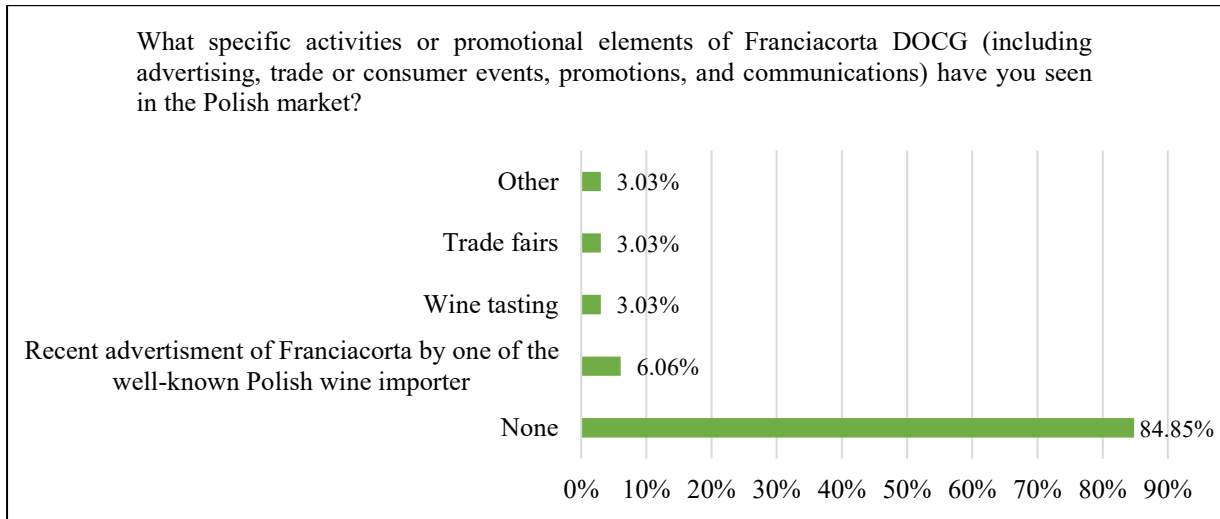 What specific activities or promotional elements of Franciacorta DOCG (including
advertising, trade or consumer events, promotions, and communications) have you seen
in the Polish market?
Other
3.03%
Trade fairs
3.03%
Wine tasting
3.03%
Recent advertisment of Franciacorta by one of the
well-known Polish wine importer
6.06%
None
84.85%
0% 10% 20% 30% 40% 50% 60% 70% 80% 90%